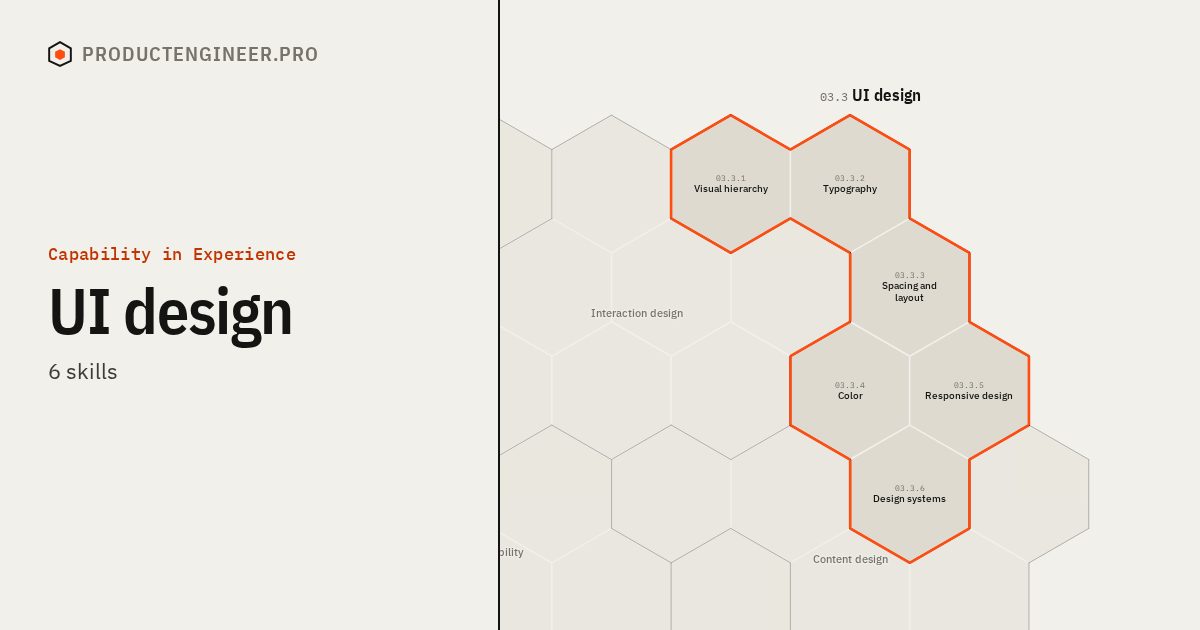 PRODUCTENGINEER.PRO
Capability in Experience
UI design
6 skills
03.3 UI design
03.3.1
Visual hierarchy
03.3.2
Typography
03.3.3
Spacing and
layout
Interaction design
03.3.4
Color
03.3.5
Responsive design
03.3.6
Design systems
bility
Content design